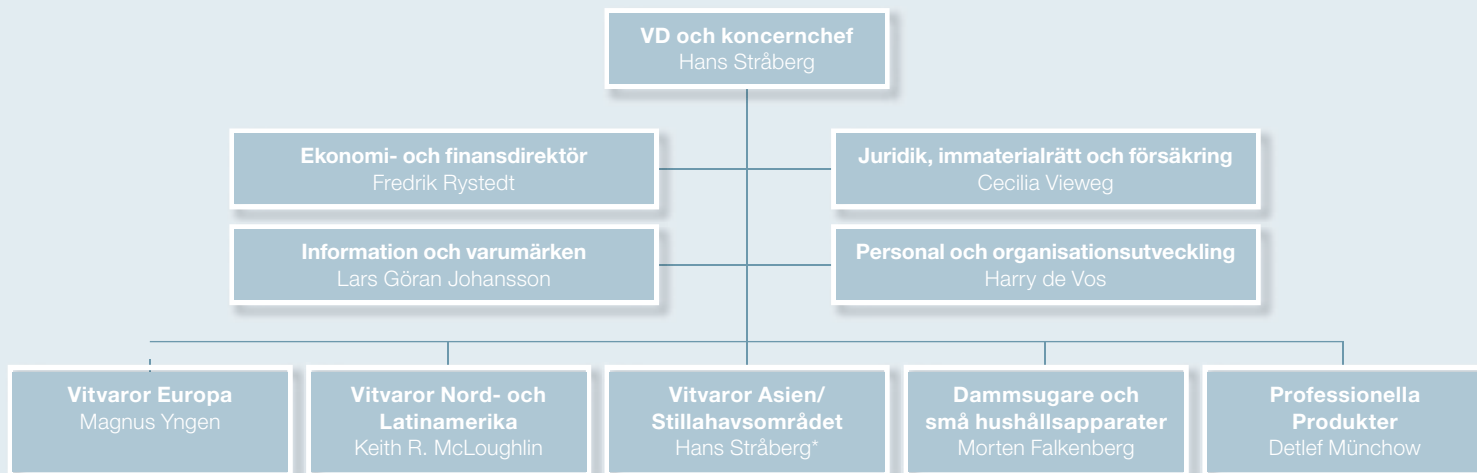 VD och koncernchef
Hans Stråberg
Ekonomi- och finansdirektör
Fredrik Rystedt
Juridik, immaterialrätt och försäkring
Cecilia Vieweg
Information och varumärken
Lars Göran Johansson
Personal och organisationsutveckling
Harry de Vos
Vitvaror Europa
Magnus Yngen
Vitvaror Nord- och
Latinamerika
Keith R. McLoughlin
Vitvaror Asien/
Stillahavsområdet
Hans Stråberg*
Dammsugare och
små hushållsapparater
Morten Falkenberg
Professionella
Produkter
Detlef Münchow